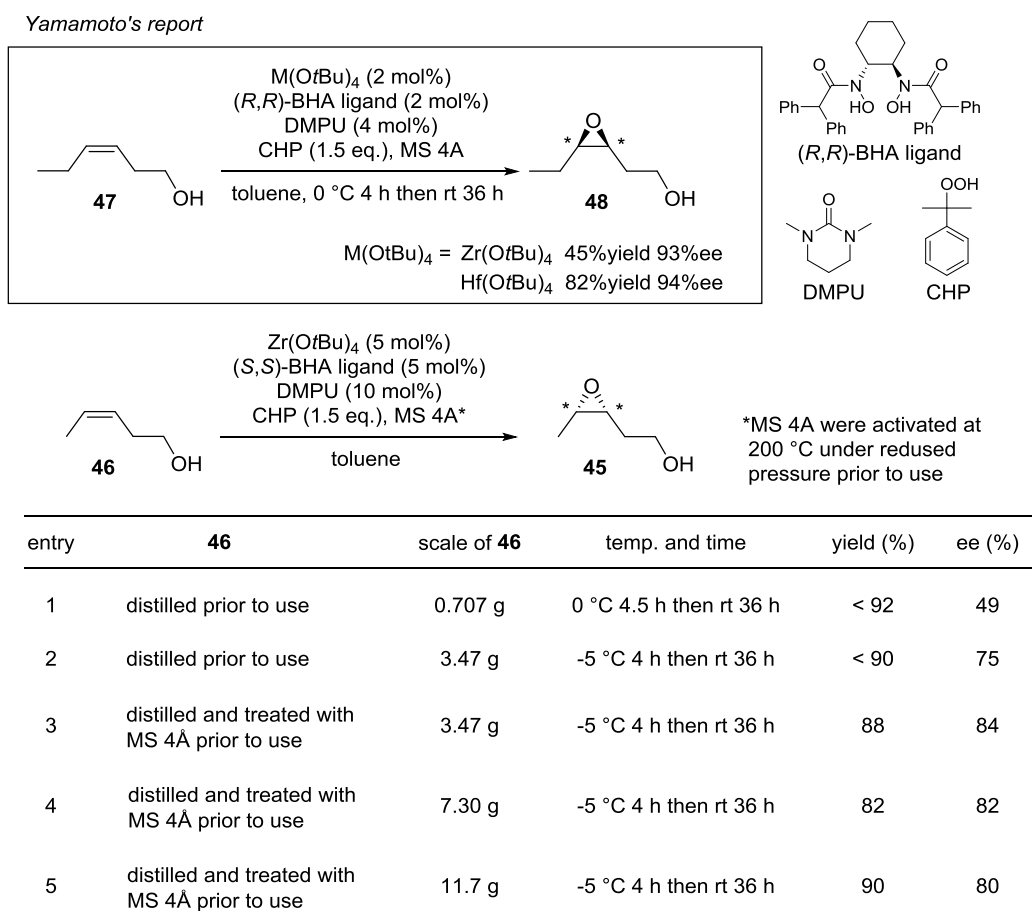 Yamamoto's report
M(OtBu)4 (2 mol%)
(R,R)-BHA ligand (2 mol%)
DMPU (4 mol%)
CHP (1.5 eq.), MS 4A
toluene, 0 °C 4 h then rt 36 h
OH
47
O
* *
OH
48
M(OtBu)4 = Zr(OtBu)4 45%yield 93%ee
Hf(OtBu)4 82%yield 94%ee
O O
N N
HO OH
Ph Ph
Ph Ph
(R,R)-BHA ligand
O
N N
DMPU
OOH
CHP
Zr(OtBu)4 (5 mol%)
(S,S)-BHA ligand (5 mol%)
DMPU (10 mol%)
CHP (1.5 eq.), MS 4A*
toluene
OH
46
O
* *
OH
45
*MS 4A were activated at
200 °C under redused
pressure prior to use
entry 46 scale of 46 temp. and time yield (%) ee (%)
1 distilled prior to use 0.707 g 0 °C 4.5 h then rt 36 h < 92 49
2 distilled prior to use 3.47 g -5 °C 4 h then rt 36 h < 90 75
3 distilled and treated with MS 4Å prior to use 3.47 g -5 °C 4 h then rt 36 h 88 84
4 distilled and treated with MS 4Å prior to use 7.30 g -5 °C 4 h then rt 36 h 82 82
5 distilled and treated with MS 4Å prior to use 11.7 g -5 °C 4 h then rt 36 h 90 80